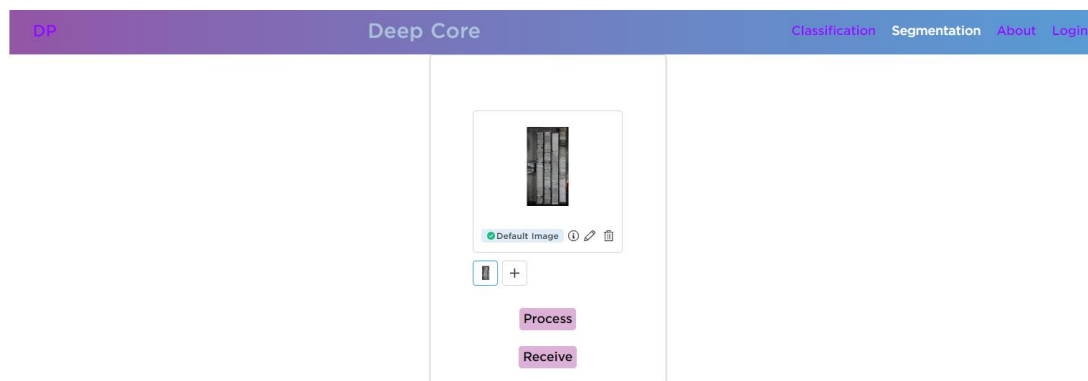 DP Deep Core Classification Segmentation About Login
Default Image
Process
Receive